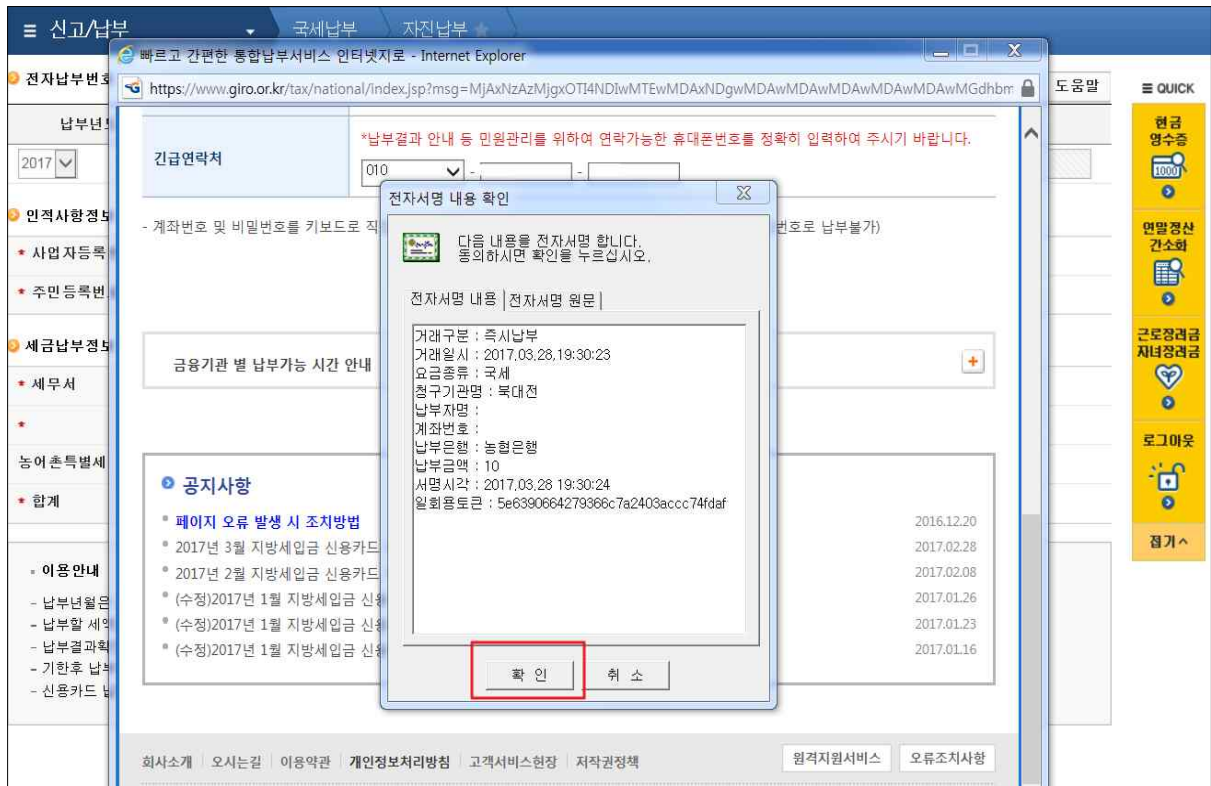 ≡ 신고/납부
국세납부
자진납부
빠르고 간편한 통합납부서비스 인터넷지로 - Internet Explorer
전자납부번호
https://www.giro.or.kr/tax/national/index.jsp?msg=MjAxNzAzMjgxOTI4NDIwMTEwMDAxNDgwMDAwMDAwMDAwMDAwMDAwMGdhbm
도움말
납부년도
2017
긴급연락처
*납부결과 안내 등 민원관리를 위하여 연락가능한 휴대폰번호를 정확히 입력하여 주시기 바랍니다.
010
-
-
인적사항정보
* 사업자등록
* 주민등록번
- 계좌번호 및 비밀번호를 키보드로 직
번호로 납부불가)
전자서명 내용 확인
다음 내용을 전자서명 합니다.
동의하시면 확인을 누르십시오.
전자서명 내용
전자서명 원문
거래구분 : 즉시납부
거래일시 : 2017.03.28,19:30:23
요금종류 : 국세
청구기관명 : 북대전
납부자명 :
계좌번호 :
납부은행 : 농협은행
납부금액 : 10
서명시각 : 2017.03.28 19:30:24
일회용토큰 : 5e6390664279366c7a2403accc74fdaf
확 인
취 소
세금납부정보
* 세무서
*
농어촌특별세
* 합계
금융기관 별 납부가능 시간 안내
+
공지사항
페이지 오류 발생 시 조치방법
2016.12.20
2017년 3월 지방세입금 신용카드
2017.02.28
2017년 2월 지방세입금 신용카드
2017.02.08
(수정)2017년 1월 지방세입금 신용
2017.01.26
(수정)2017년 1월 지방세입금 신용
2017.01.23
(수정)2017년 1월 지방세입금 신용
2017.01.16
이용안내
- 납부년월은
- 납부할 세액
- 납부결과확
- 기한후 납부
- 신용카드 납
회사소개
오시는길
이용약관
개인정보처리방침
고객서비스헌장
저작권정책
원격지원서비스
오류조치사항
≡ QUICK
현금
영수증
1000
연말정산
간소화
근로장려금
자녀장려금
로그아웃
접기